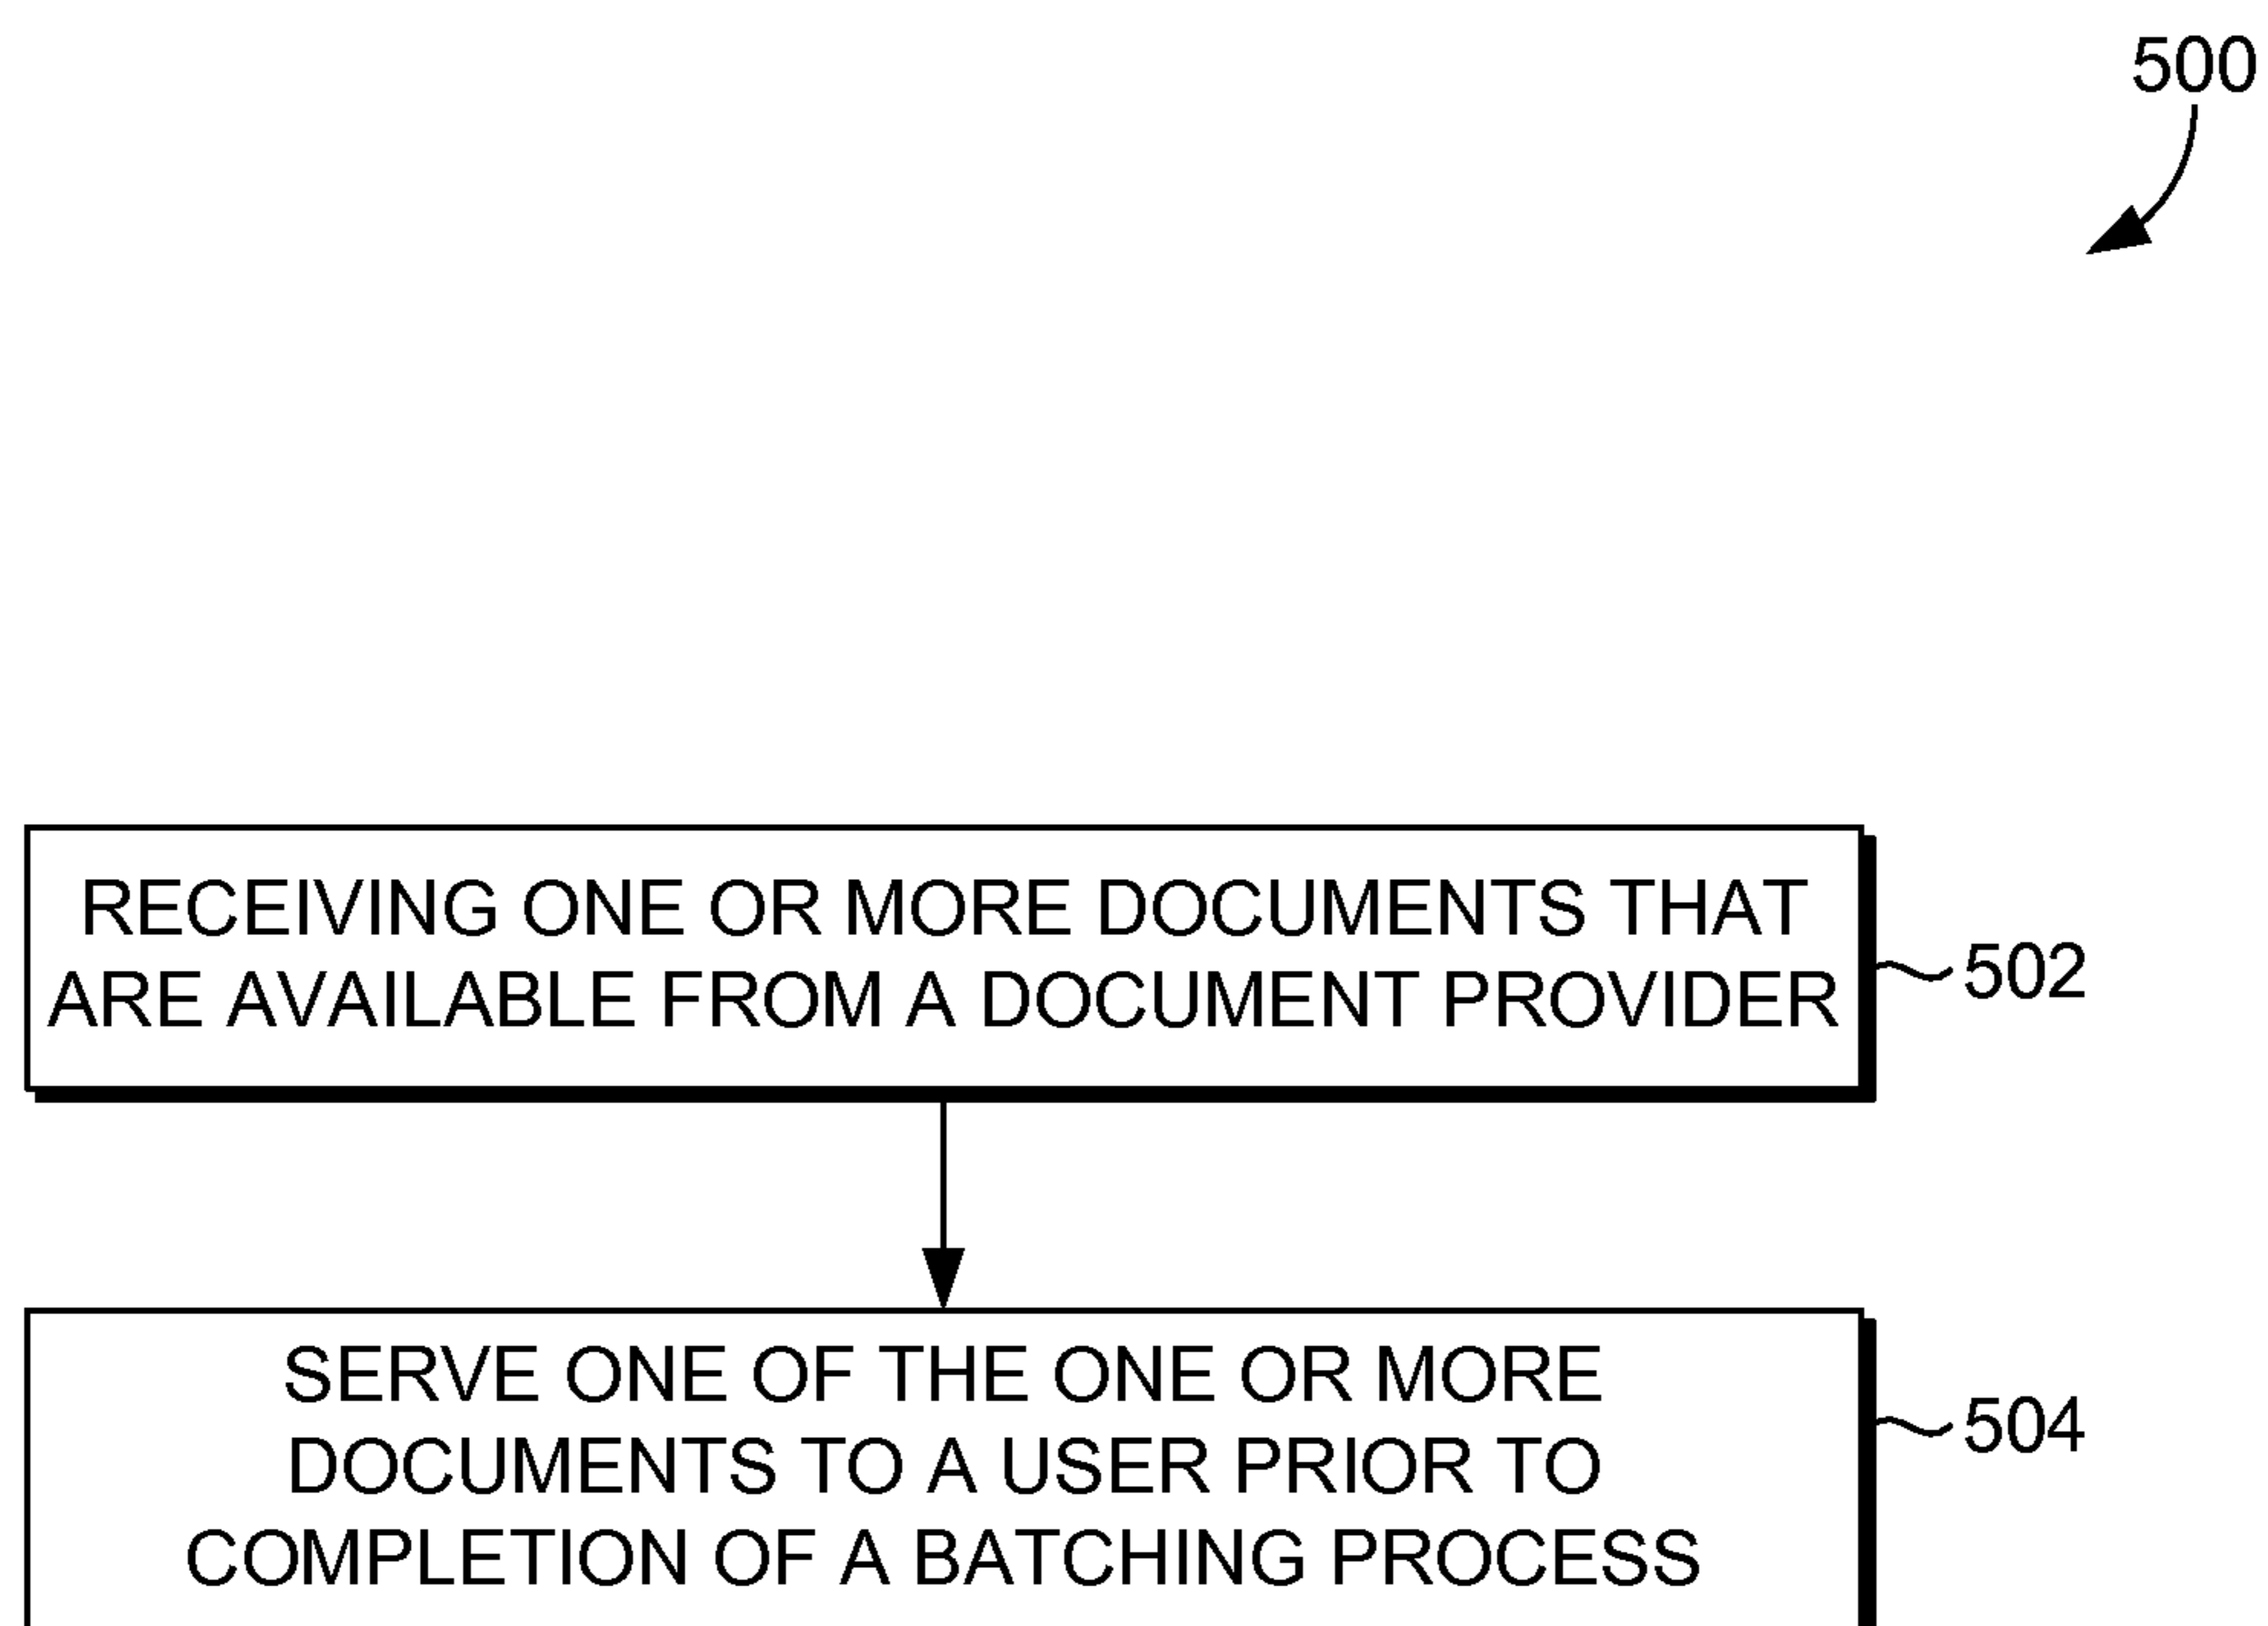 500
RECEIVING ONE OR MORE DOCUMENTS THAT
ARE AVAILABLE FROM A DOCUMENT PROVIDER
502
SERVE ONE OF THE ONE OR MORE
DOCUMENTS TO A USER PRIOR TO
COMPLETION OF A BATCHING PROCESS
504